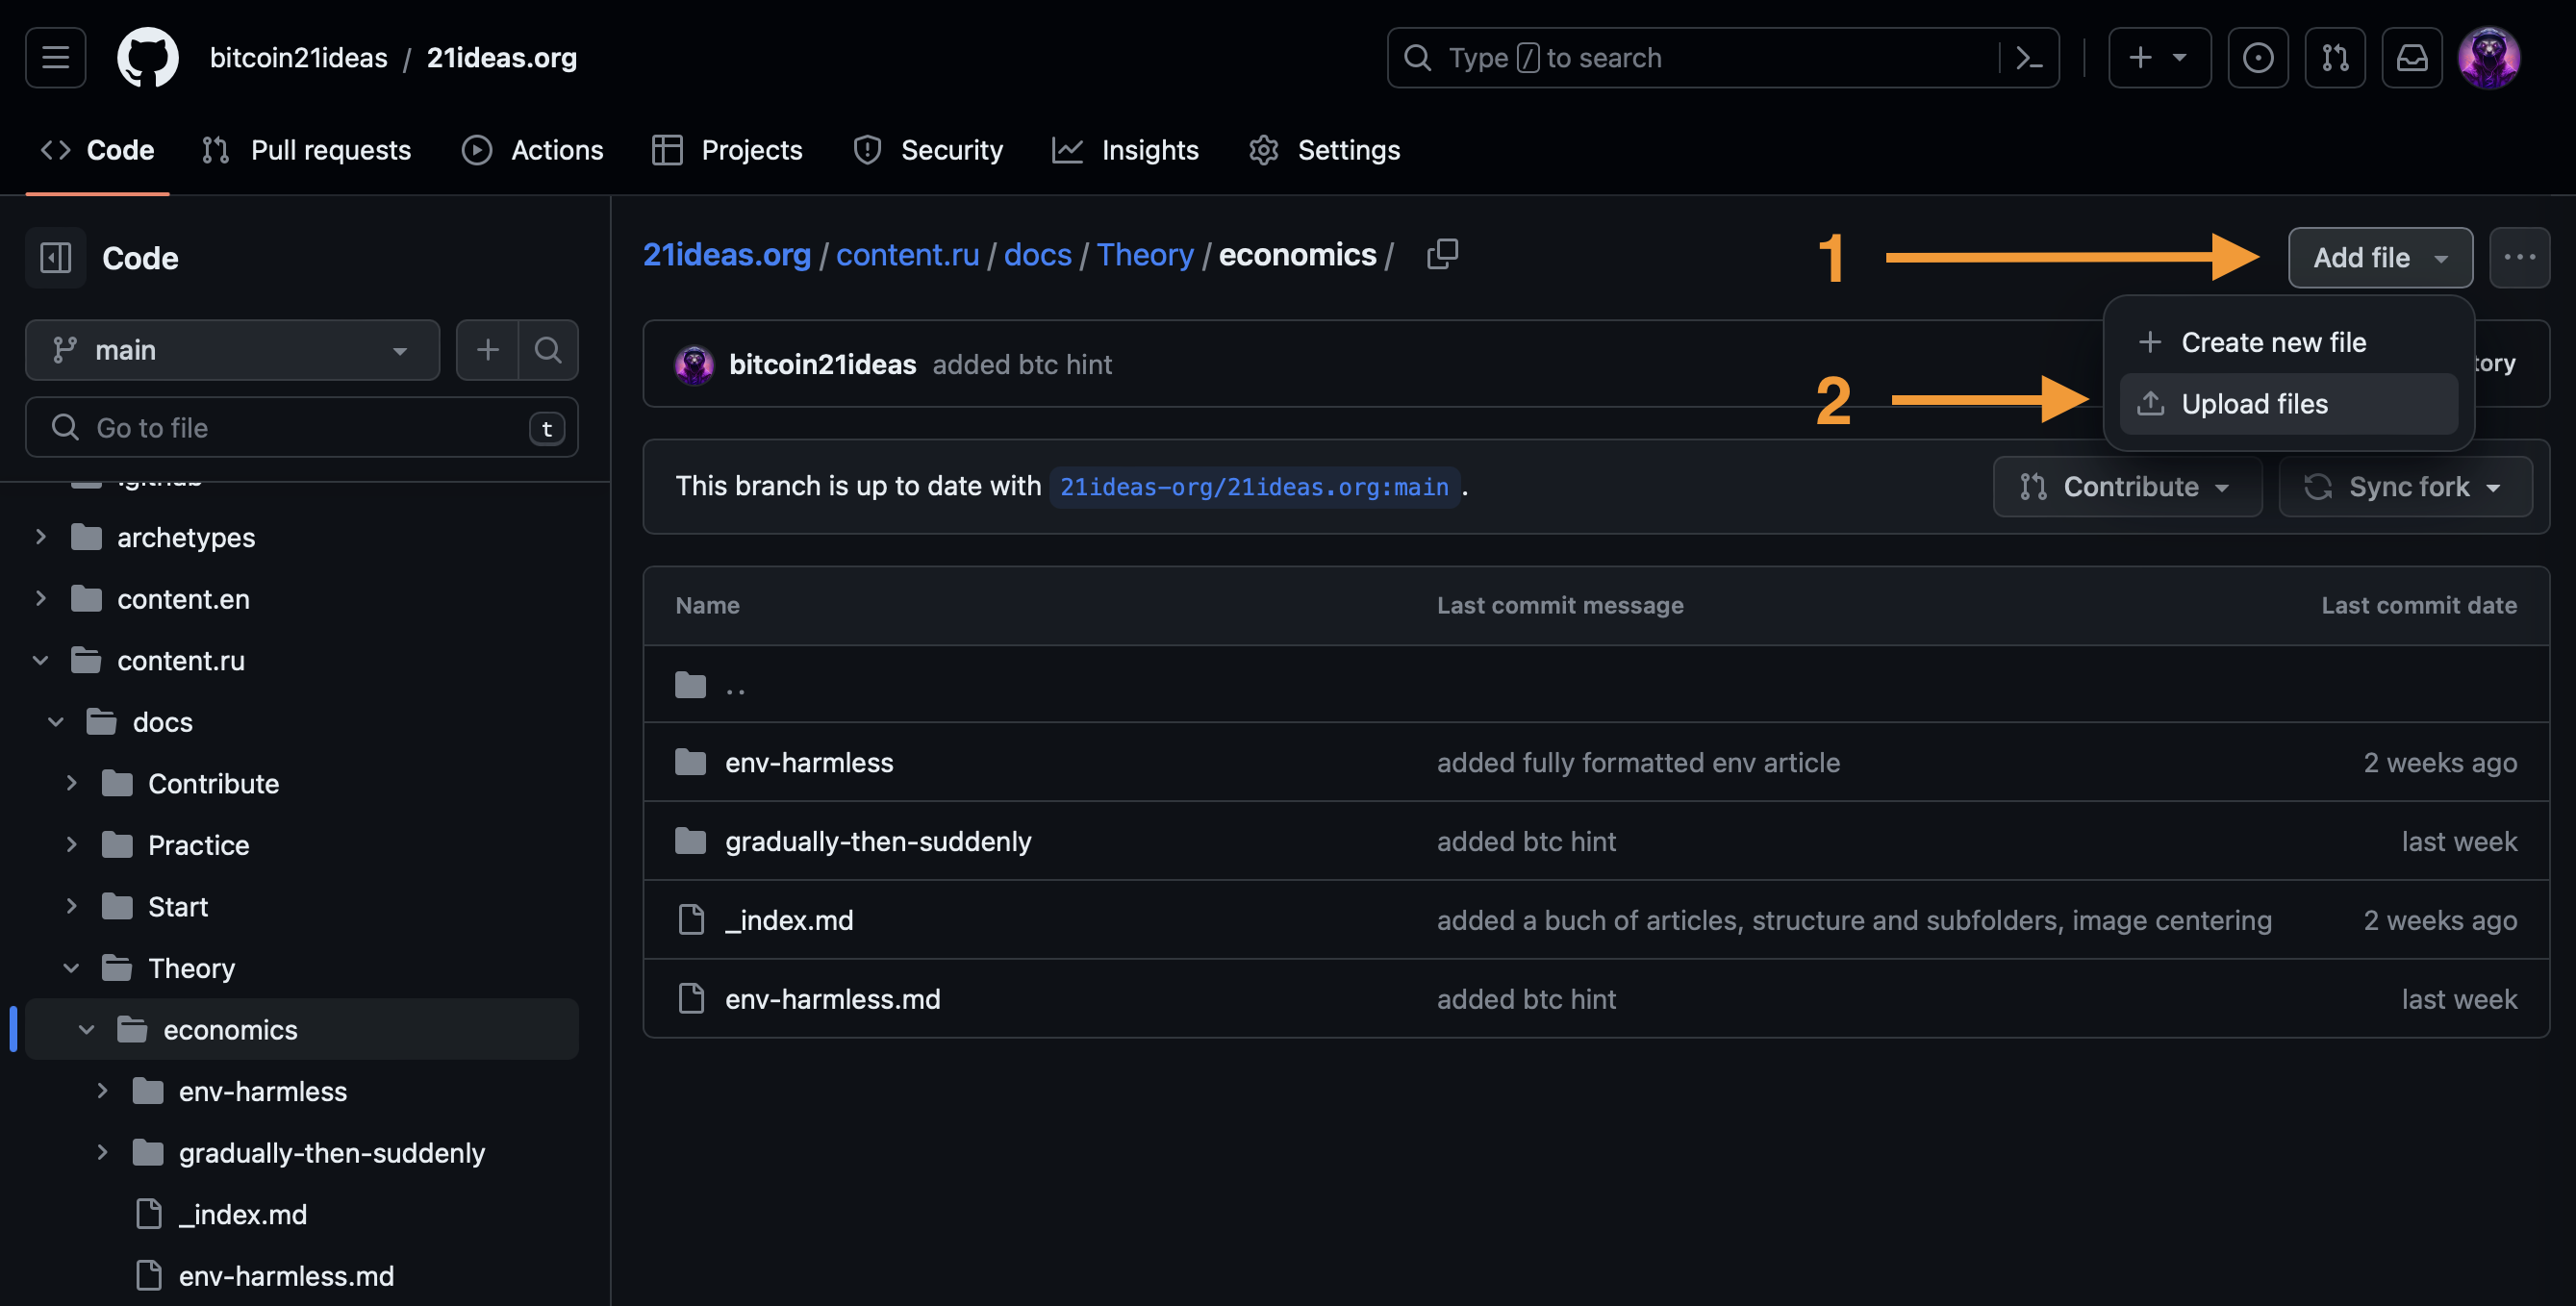 bitcoin21ideas / 21ideas.org
Type / to search
Code
Pull requests
Actions
Projects
Security
Insights
Settings
Code
main
Go to file
t
.github
archetypes
content.en
content.ru
docs
Contribute
Practice
Start
Theory
economics
env-harmless
gradually-then-suddenly
_index.md
env-harmless.md
21ideas.org / content.ru / docs / Theory / economics /
1
Add file
Create new file
2
Upload files
bitcoin21ideas added btc hint
tory
This branch is up to date with 21ideas-org/21ideas.org:main .
Contribute
Sync fork
Name Last commit message Last commit date
..
env-harmless added fully formatted env article 2 weeks ago
gradually-then-suddenly added btc hint last week
_index.md added a buch of articles, structure and subfolders, image centering 2 weeks ago
env-harmless.md added btc hint last week